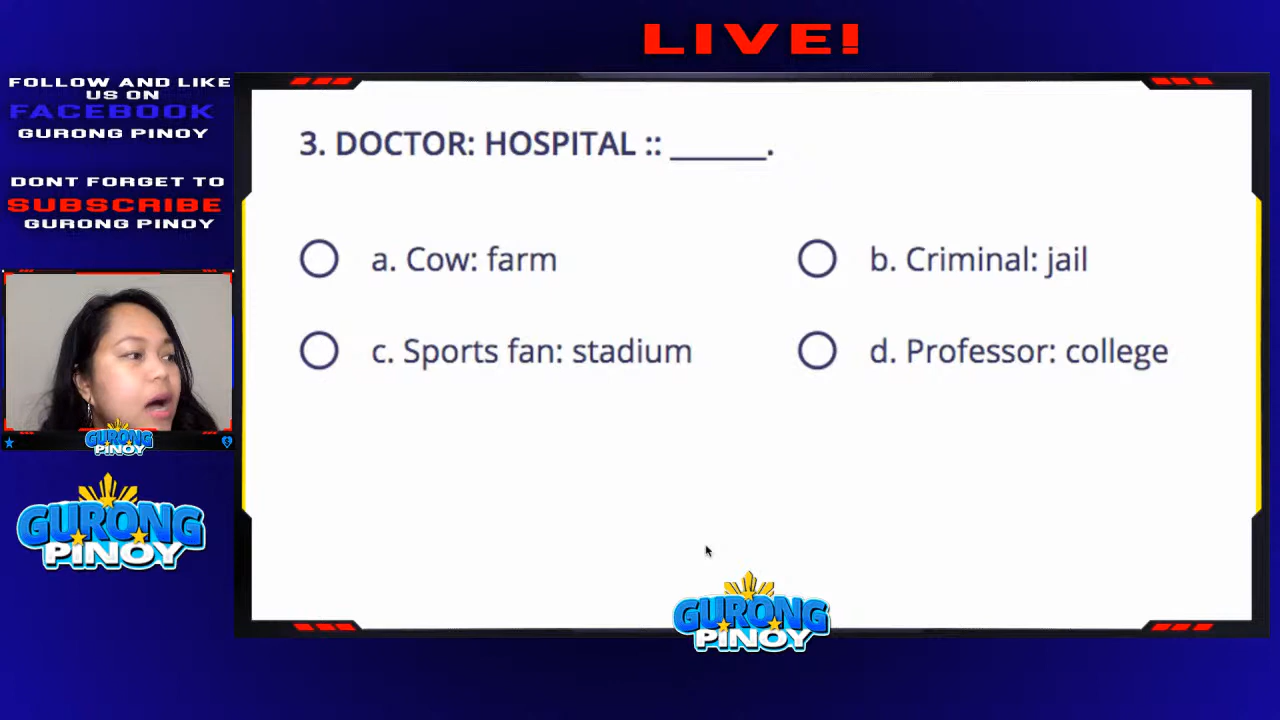 LIVE!
FOLLOW AND LIKE
US ON
FACEBOOK
GURONG PINOY
DONT FORGET TO
SUBSCRIBE
GURONG PINOY
3. DOCTOR: HOSPITAL :: ______.
a. Cow: farm
b. Criminal: jail
c. Sports fan: stadium
d. Professor: college
GURONG
PINOY
GURONG
PINOY
GURONG
PINOY